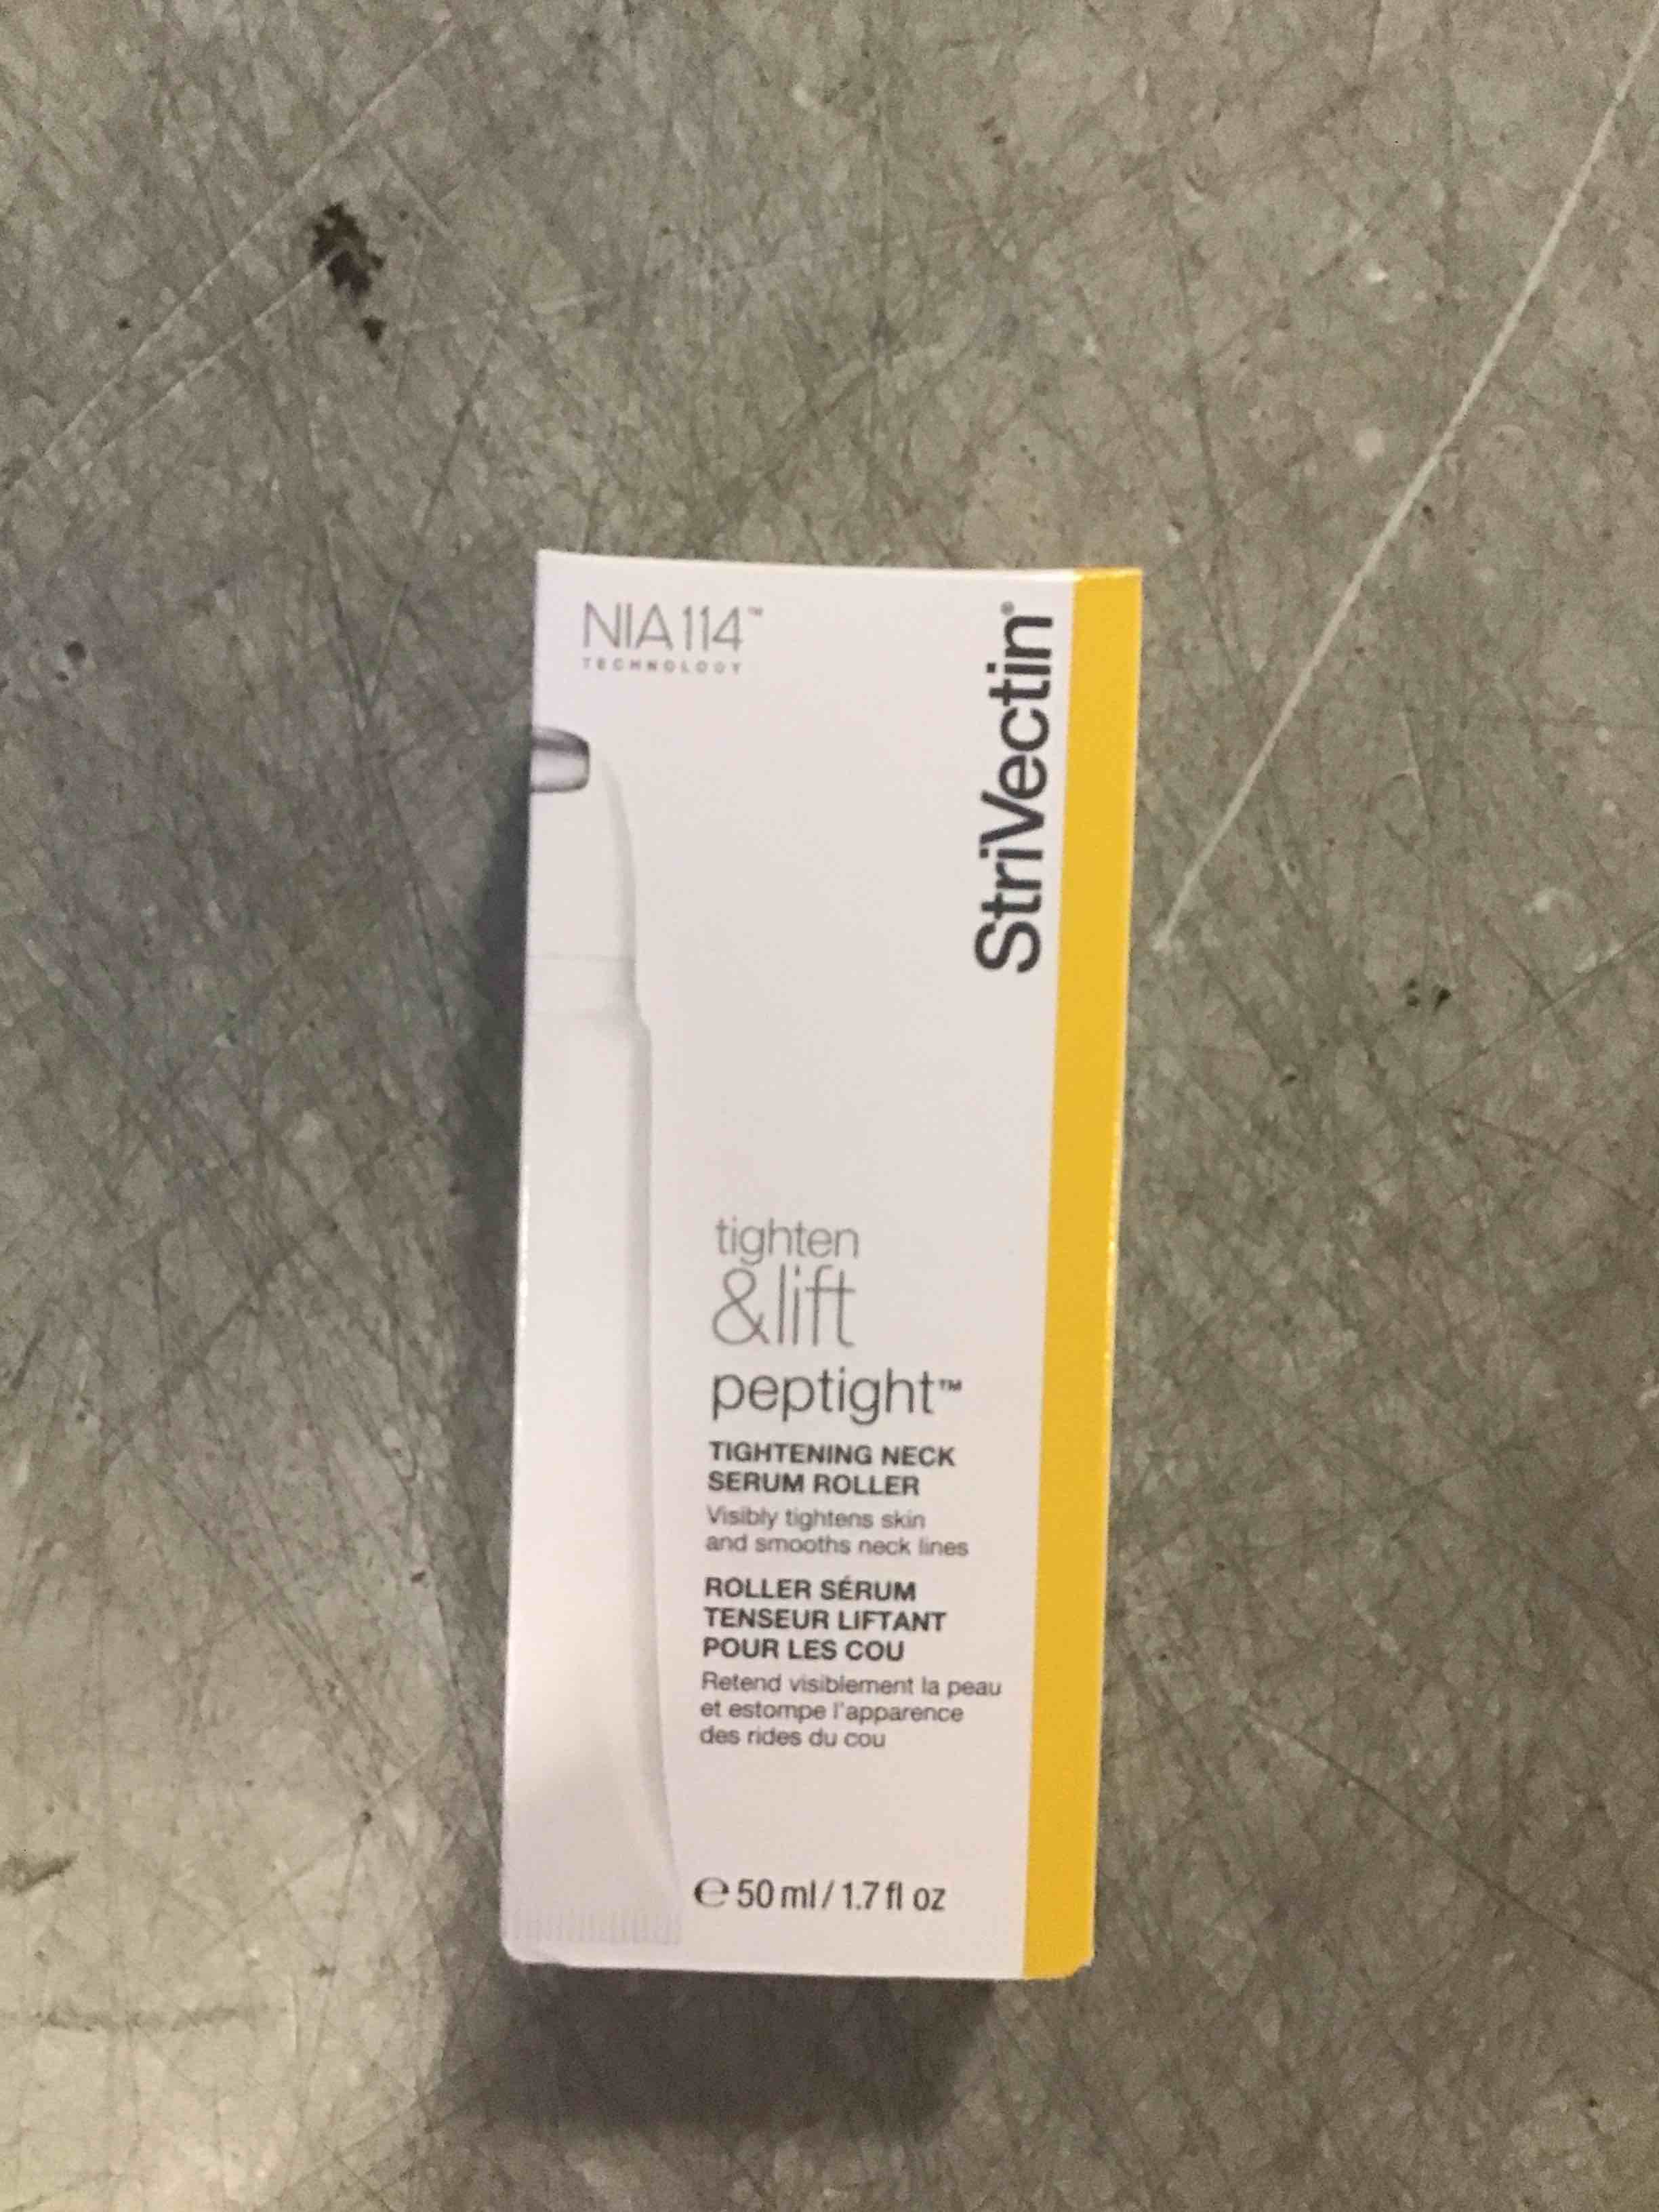 NIA114™
TECHNOLOGY
StriVectin®
tighten
&lift
peptight™
TIGHTENING NECK
SERUM ROLLER
Visibly tightens skin
and smooths neck lines
ROLLER SÉRUM
TENSEUR LIFTANT
POUR LES COU
Retend visiblement la peau
et estompe l'apparence
des rides du cou
℮ 50 ml / 1.7 fl oz